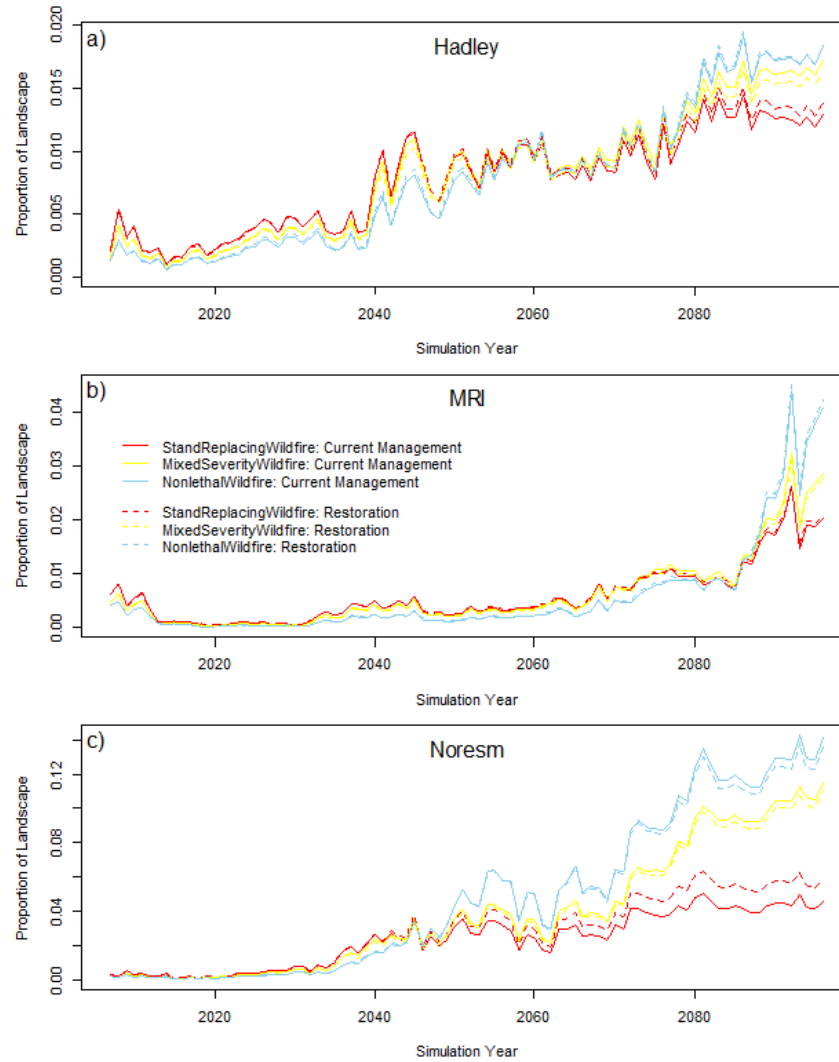 a)
Hadley
Proportion of Landscape
0.000
0.005
0.010
0.015
0.020
2020
2040
2060
2080
Simulation Year
b)
MRI
Proportion of Landscape
0.00
0.01
0.02
0.03
0.04
StandReplacingWildfire: Current Management
MixedSeverityWildfire: Current Management
NonlethalWildfire: Current Management
StandReplacingWildfire: Restoration
MixedSeverityWildfire: Restoration
NonlethalWildfire: Restoration
2020
2040
2060
2080
Simulation Year
c)
Noresm
Proportion of Landscape
0.00
0.04
0.08
0.12
2020
2040
2060
2080
Simulation Year